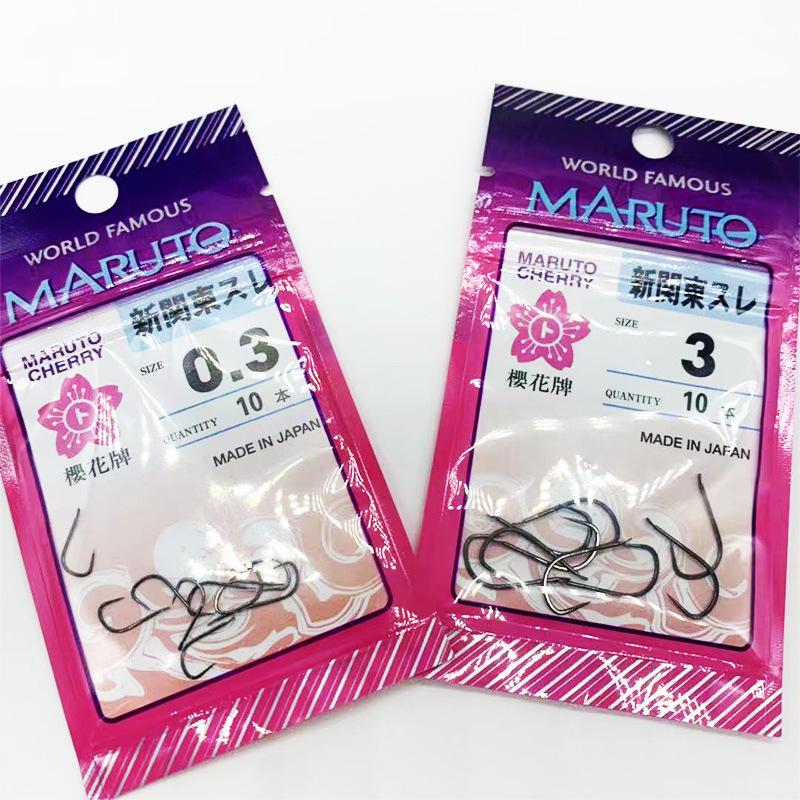 WORLD FAMOUS
MARUTO
MARUTO
CHERRY
新関東スレ
SIZE
0.3
QUANTITY
10 本
櫻花牌
MADE IN JAPAN
WORLD FAMOUS
MARUTO
MARUTO
CHERRY
新関東スレ
SIZE
3
QUANTITY
10 本
櫻花牌
MADE IN JAPAN